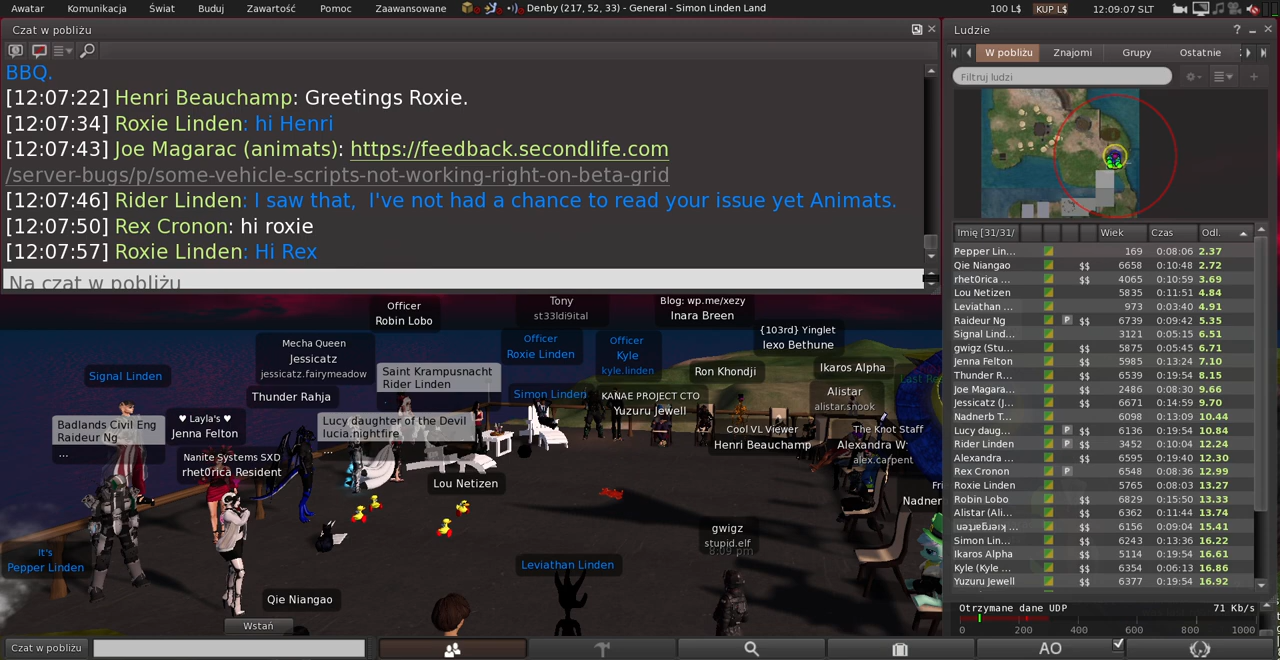 Awatar Komunikacja Świat Buduj Zawartość Pomoc Zaawansowane Denby (217, 52, 33) - General - Simon Linden Land 100 L$ KUP L$ 12:09:07 SLT
Czat w pobliżu
BBQ.
[12:07:22] Henri Beauchamp: Greetings Roxie.
[12:07:34] Roxie Linden: hi Henri
[12:07:43] Joe Magarac (animats): https://feedback.secondlife.com
/server-bugs/p/some-vehicle-scripts-not-working-right-on-beta-grid
[12:07:46] Rider Linden: I saw that,  I've not had a chance to read your issue yet Animats.
[12:07:50] Rex Cronon: hi roxie
[12:07:57] Roxie Linden: Hi Rex
Na czat w pobliżu
Officer
Robin Lobo
Tony
st33ldi9ital
Blog: wp.me/xezy
Inara Breen
{103rd} Yinglet
Iexo Bethune
Mecha Queen
Jessicatz
jessicatz.fairymeadow
Officer
Roxie Linden
Officer
Kyle
kyle.linden
Signal Linden
Saint Krampusnacht
Rider Linden
Ron Khondji
Ikaros Alpha
Thunder Rahja
Simon Linden
KANAE PROJECT CTO
Yuzuru Jewell
Alistar
alistar.snook
Badlands Civil Eng
Raideur Ng
...
♥ Layla's ♥
Jenna Felton
Lucy daughter of the Devil
lucia.nightfire
...
Cool VL Viewer
Henri Beauchamp
The Knot Staff
Alexandra W
alex.carpent
Nanite Systems SXD
rhet0rica Resident
Lou Netizen
gwigz
stupid.elf
8:09 pm
It's
Pepper Linden
Leviathan Linden
Qie Niangao
Wstań
Czat w pobliżu
AO
Ludzie
W pobliżu Znajomi Grupy Ostatnie
Filtruj ludzi
Imię [31/31/ Wiek Czas Odl.
Pepper Lin... 169 0:08:06 2.37
Qie Niangao $$ 6658 0:10:48 2.72
rhet0rica ... $$ 4065 0:10:59 3.69
Lou Netizen 5835 0:11:51 4.84
Leviathan ... 973 0:03:40 4.91
Raideur Ng P $$ 6739 0:09:42 5.35
Signal Lind... 3121 0:05:15 6.51
gwigz (Stu... $$ 5875 0:05:45 6.71
Jenna Felton $$ 5985 0:13:24 7.10
Thunder R... $$ 6539 0:19:54 8.15
Joe Magara... $$ 2486 0:08:30 9.66
Jessicatz (J... $$ 6671 0:14:59 9.70
Nadnerb T... 6098 0:13:09 10.44
Lucy daug... P $$ 6136 0:19:54 10.84
Rider Linden P $$ 3452 0:10:04 12.24
Alexandra ... $$ 6595 0:19:40 12.30
Rex Cronon P 6548 0:08:36 12.99
Roxie Linden 5765 0:08:03 13.27
Robin Lobo $$ 6829 0:15:50 13.33
Alistar (Ali... $$ 6362 0:11:44 13.74
$$ 6156 0:09:04 15.41
Simon Lin... $$ 6243 0:13:36 16.22
Ikaros Alpha $$ 5114 0:19:54 16.61
Kyle (Kyle ... $$ 6354 0:06:13 16.86
Yuzuru Jewell $$ 6377 0:19:54 16.92
Otrzymane dane UDP 71 Kb/s
0 200 400 600 800 1000